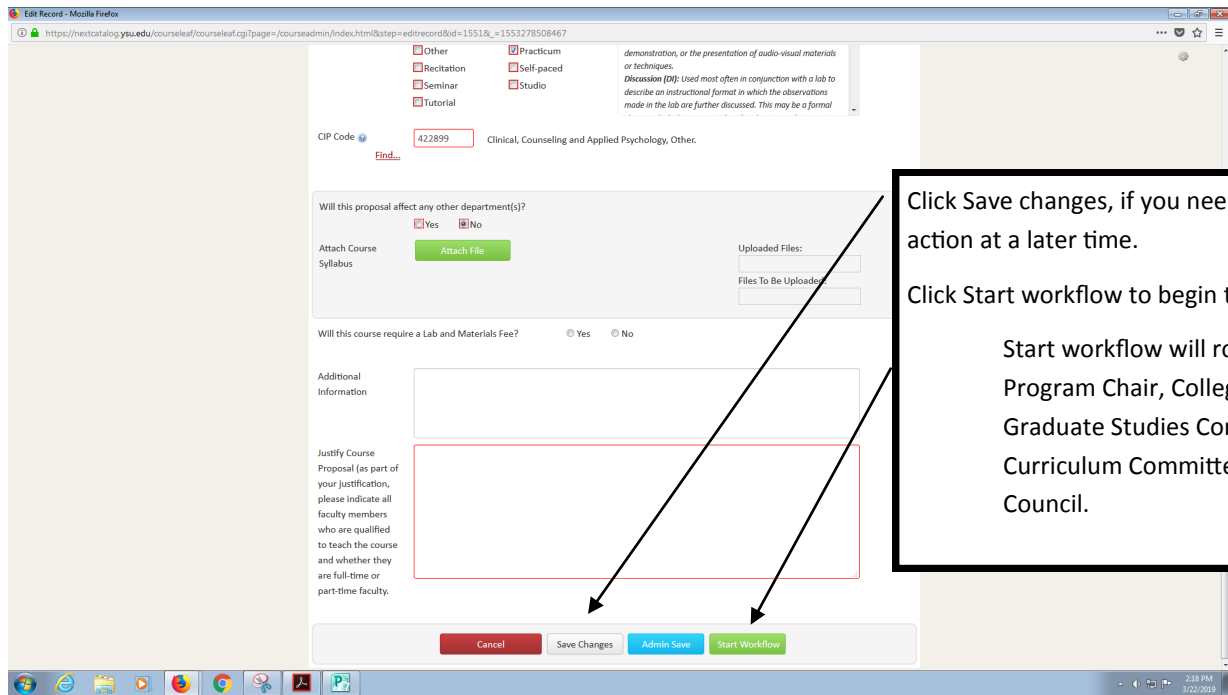 Edit Record - Mozilla Firefox
https://nextcatalog.ysu.edu/courseleaf/courseleaf.cgi?page=/courseadmin/index.html&step=editrecord&id=1551&_=1553278508467
Other Practicum
Recitation Self-paced
Seminar Studio
Tutorial
demonstration, or the presentation of audio-visual materials
or techniques.
Discussion (DI): Used most often in conjunction with a lab to
describe an instructional format in which the observations
made in the lab are further discussed. This may be a formal
CIP Code
422899 Clinical, Counseling and Applied Psychology, Other.
Find...
Will this proposal affect any other department(s)?
Yes No
Attach Course
Syllabus
Attach File
Uploaded Files:
Files To Be Uploaded:
Will this course require a Lab and Materials Fee? Yes No
Additional
Information
Justify Course
Proposal (as part of
your justification,
please indicate all
faculty members
who are qualified
to teach the course
and whether they
are full-time or
part-time faculty.
Cancel Save Changes Admin Save Start Workflow
Click Save changes, if you nee
action at a later time.
Click Start workflow to begin t
Start workflow will ro
Program Chair, Colleg
Graduate Studies Co
Curriculum Committe
Council.
2:18 PM
3/22/2019